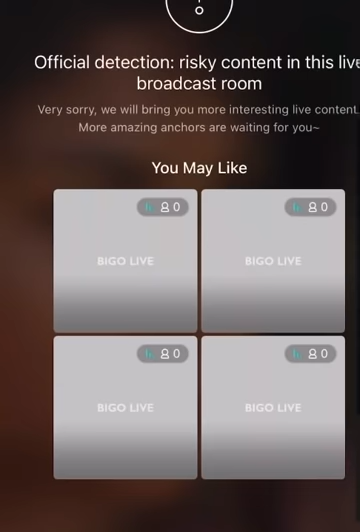 Official detection: risky content in this live
broadcast room
Very sorry, we will bring you more interesting live content.
More amazing anchors are waiting for you~
You May Like
0
0
BIGO LIVE
BIGO LIVE
0
0
BIGO LIVE
BIGO LIVE